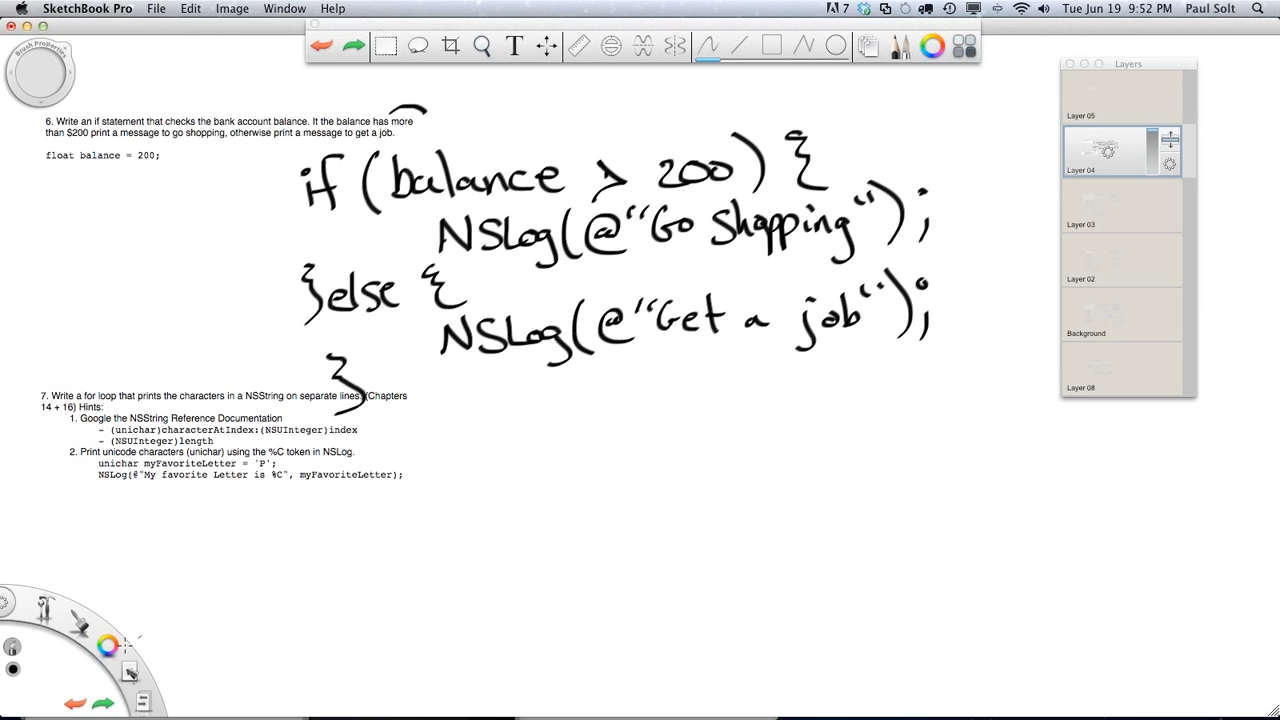 SketchBook Pro File Edit Image Window Help 7 Tue Jun 19 9:52 PM Paul Solt
Brush Properties
T
Layers
Layer 05
Layer 04
Layer 03
Layer 02
Background
Layer 08
6. Write an if statement that checks the bank account balance. It the balance has more
than $200 print a message to go shopping, otherwise print a message to get a job.
float balance = 200;
if (balance > 200) {
NSLog(@"Go Shopping");
}else {
NSLog(@"Get a job");
}
7. Write a for loop that prints the characters in a NSString on separate lines. (Chapters
14 + 16) Hints:
1. Google the NSString Reference Documentation
- (unichar)characterAtIndex:(NSUInteger)index
- (NSUInteger)length
2. Print unicode characters (unichar) using the %C token in NSLog.
unichar myFavoriteLetter = 'P';
NSLog(@"My favorite Letter is %C", myFavoriteLetter);